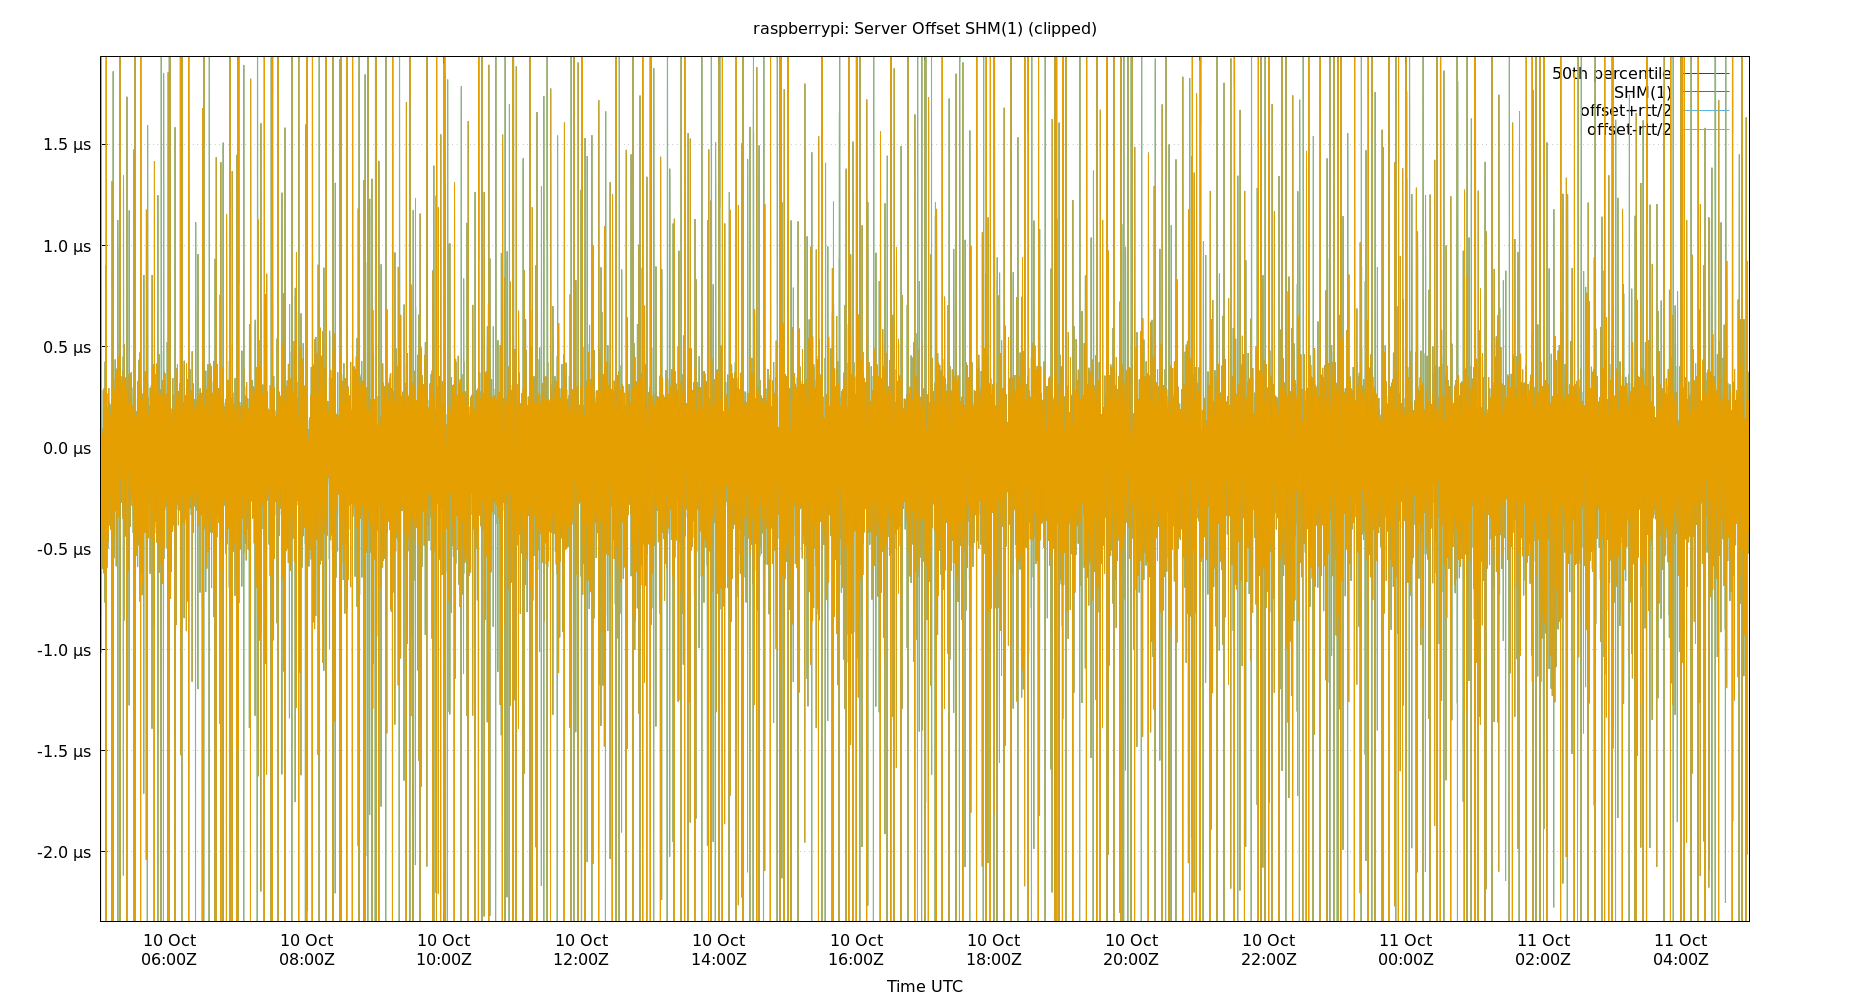 raspberrypi: Server Offset SHM(1) (clipped)
50th percentile
SHM(1)
offset+rtt/2
offset-rtt/2
1.5 µs
1.0 µs
0.5 µs
0.0 µs
-0.5 µs
-1.0 µs
-1.5 µs
-2.0 µs
10 Oct 10 Oct 10 Oct 10 Oct 10 Oct 10 Oct 10 Oct 10 Oct 10 Oct 11 Oct 11 Oct 11 Oct
06:00Z 08:00Z 10:00Z 12:00Z 14:00Z 16:00Z 18:00Z 20:00Z 22:00Z 00:00Z 02:00Z 04:00Z
Time UTC